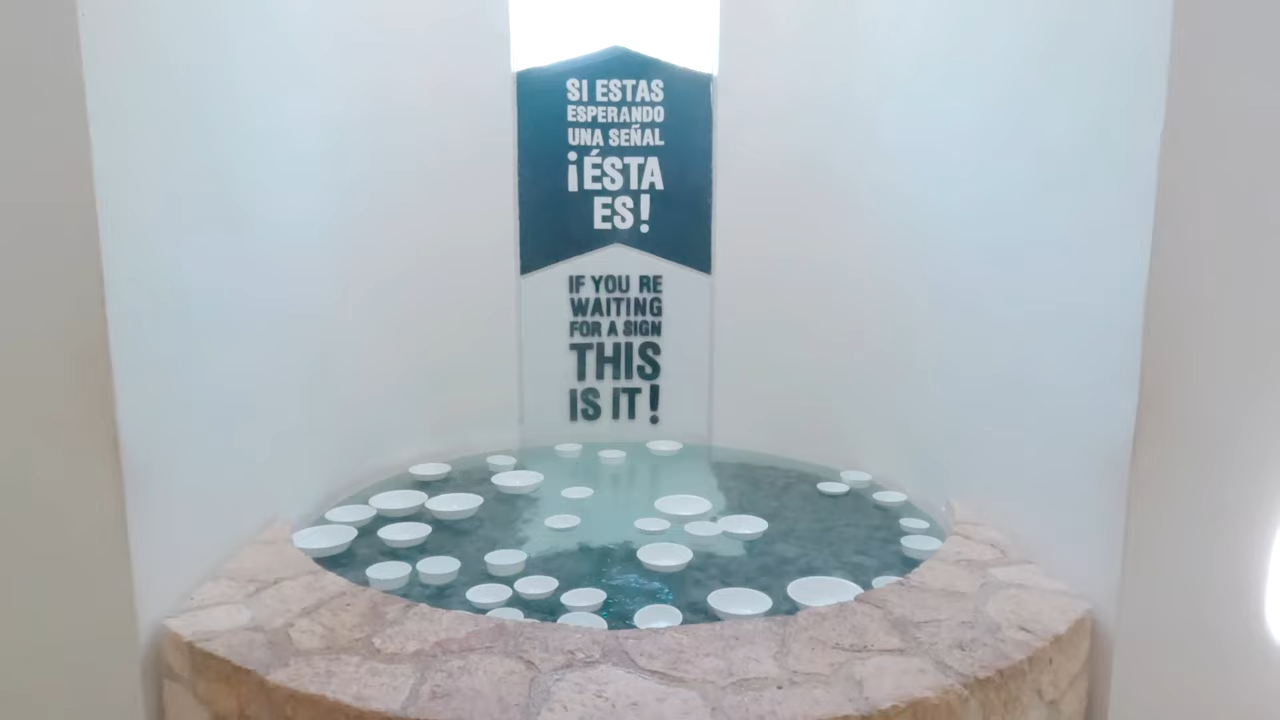 SI ESTAS
ESPERANDO
UNA SEÑAL
¡ÉSTA
ES!
IF YOU RE
WAITING
FOR A SIGN
THIS
IS IT!